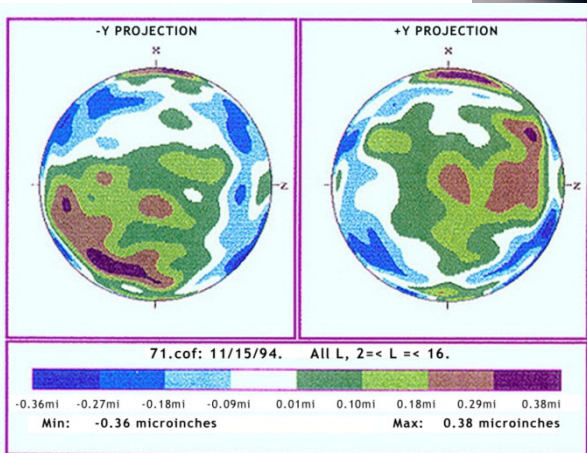 -Y PROJECTION
+Y PROJECTION
X
X
Z
Z
71.cof: 11/15/94. All L, 2=< L =< 16.
-0.36mi -0.27mi -0.18mi -0.09mi 0.01mi 0.10mi 0.18mi 0.29mi 0.38mi
Min: -0.36 microinches Max: 0.38 microinches